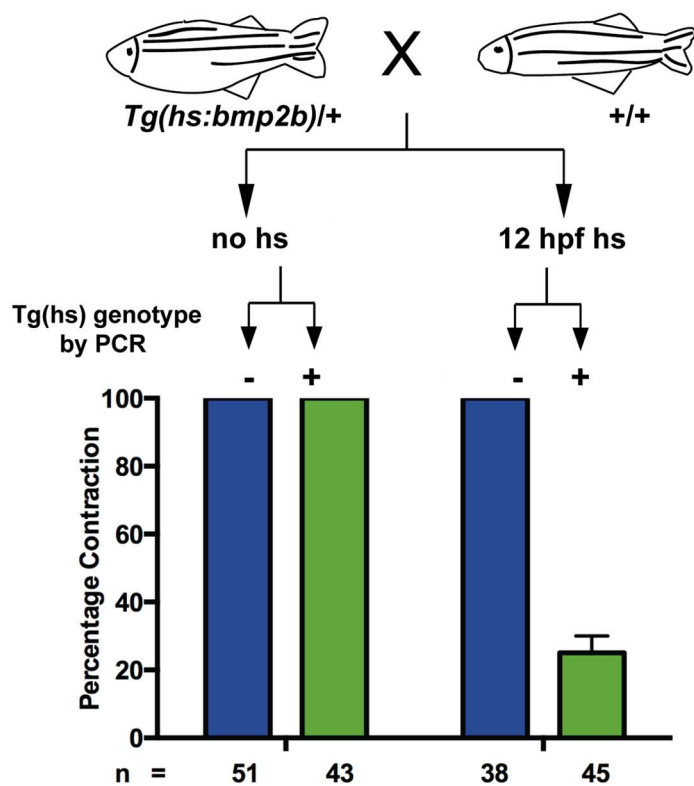 X
Tg(hs:bmp2b)/+ +/+
no hs 12 hpf hs
Tg(hs) genotype
by PCR
- + - +
Percentage Contraction
100
80
60
40
20
0
n = 51 43 38 45